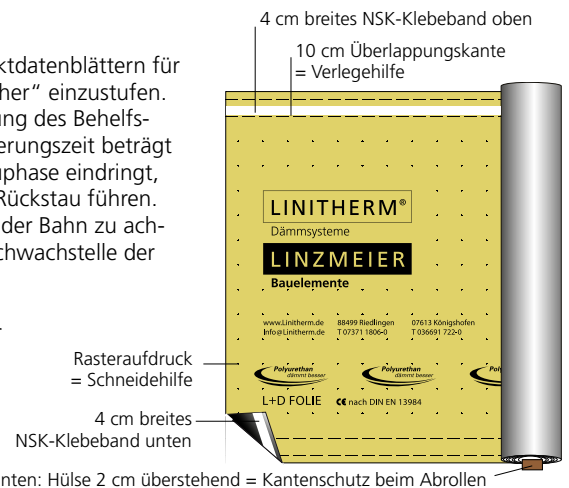 4 cm breites NSK-Klebeband oben
10 cm Überlappungskante
= Verlegehilfe
ktdatenblättern für
her“ einzustufen.
ung des Behelfs-
erungszeit beträgt
uphase eindringt,
Rückstau führen.
der Bahn zu ach-
chwachstelle der
LINITHERM®
Dämmsysteme
LINZMEIER
Bauelemente
www.Linitherm.de 88499 Riedlingen 07613 Königshofen
Info@Linitherm.de T 07371 1806-0 T 036691 722-0
Rasteraufdruck
= Schneidehilfe
Polyurethan Polyurethan Poly
dämmt besser dämmt besser
L+D FOLIE CE nach DIN EN 13984
4 cm breites
NSK-Klebeband unten
nten: Hülse 2 cm überstehend = Kantenschutz beim Abrollen